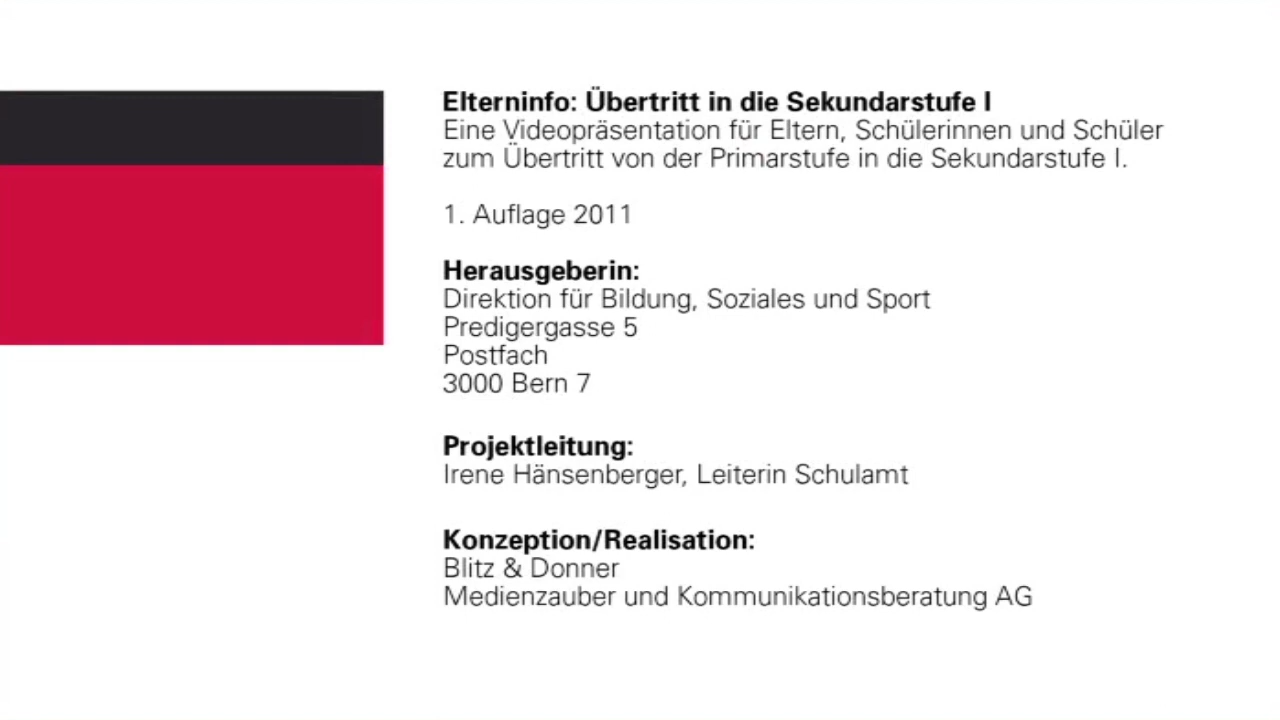 Elterninfo: Übertritt in die Sekundarstufe I
Eine Videopräsentation für Eltern, Schülerinnen und Schüler
zum Übertritt von der Primarstufe in die Sekundarstufe I.
1. Auflage 2011
Herausgeberin:
Direktion für Bildung, Soziales und Sport
Predigergasse 5
Postfach
3000 Bern 7
Projektleitung:
Irene Hänsenberger, Leiterin Schulamt
Konzeption/Realisation:
Blitz & Donner
Medienzauber und Kommunikationsberatung AG